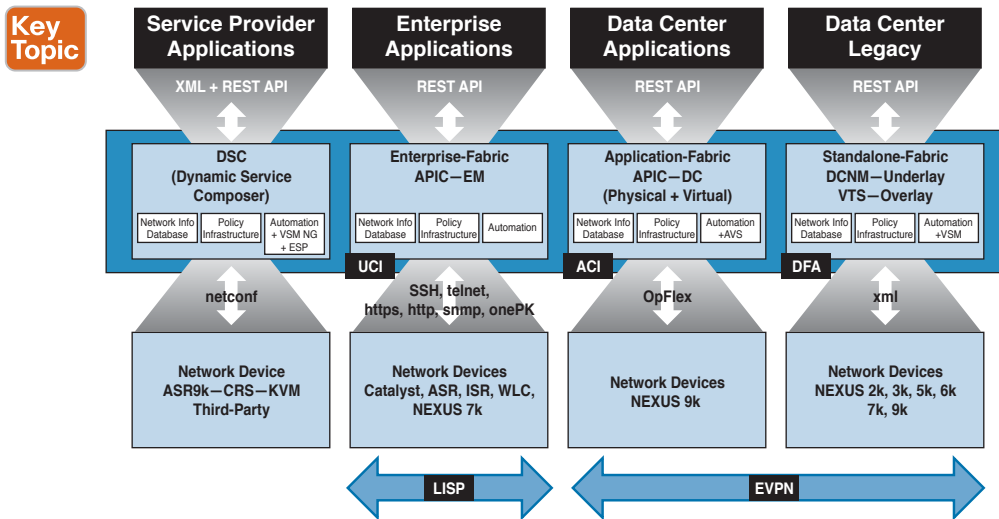 Key
Topic
Service Provider
Applications
Enterprise
Applications
Data Center
Applications
Data Center
Legacy
XML + REST API
REST API
REST API
REST API
DSC
(Dynamic Service
Composer)
Network Info
Database
Policy
Infrastructure
Automation
+ VSM NG
+ ESP
Enterprise-Fabric
APIC—EM
Network Info
Database
Policy
Infrastructure
Automation
Application-Fabric
APIC—DC
(Physical + Virtual)
Network Info
Database
Policy
Infrastructure
Automation
+AVS
Standalone-Fabric
DCNM—Underlay
VTS—Overlay
Network Info
Database
Policy
Infrastructure
Automation
+VSM
UCI
ACI
DFA
netconf
SSH, telnet,
https, http, snmp, onePK
OpFlex
xml
Network Device
ASR9k—CRS—KVM
Third-Party
Network Devices
Catalyst, ASR, ISR, WLC,
NEXUS 7k
Network Devices
NEXUS 9k
Network Devices
NEXUS 2k, 3k, 5k, 6k
7k, 9k
LISP
EVPN